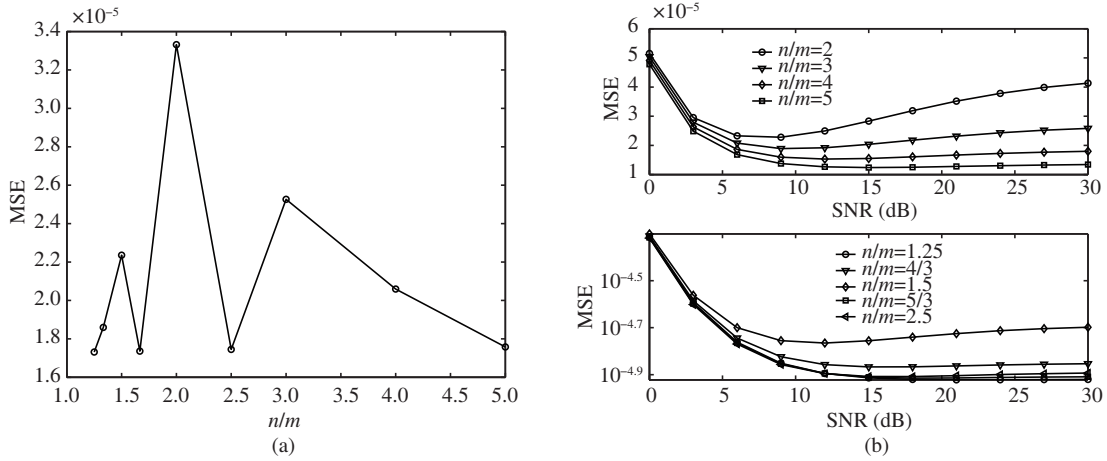 ×10⁻⁵
3.4
3.2
3.0
2.8
2.6
2.4
2.2
2.0
1.8
1.6
MSE
1.0 1.5 2.0 2.5 3.0 3.5 4.0 4.5 5.0
n/m
(a)
×10⁻⁵
6
5
4
3
2
1
MSE
n/m=2
n/m=3
n/m=4
n/m=5
0 5 10 15 20 25 30
SNR (dB)
10⁻⁴·⁵
10⁻⁴·⁷
10⁻⁴·⁹
MSE
n/m=1.25
n/m=4/3
n/m=1.5
n/m=5/3
n/m=2.5
0 5 10 15 20 25 30
SNR (dB)
(b)